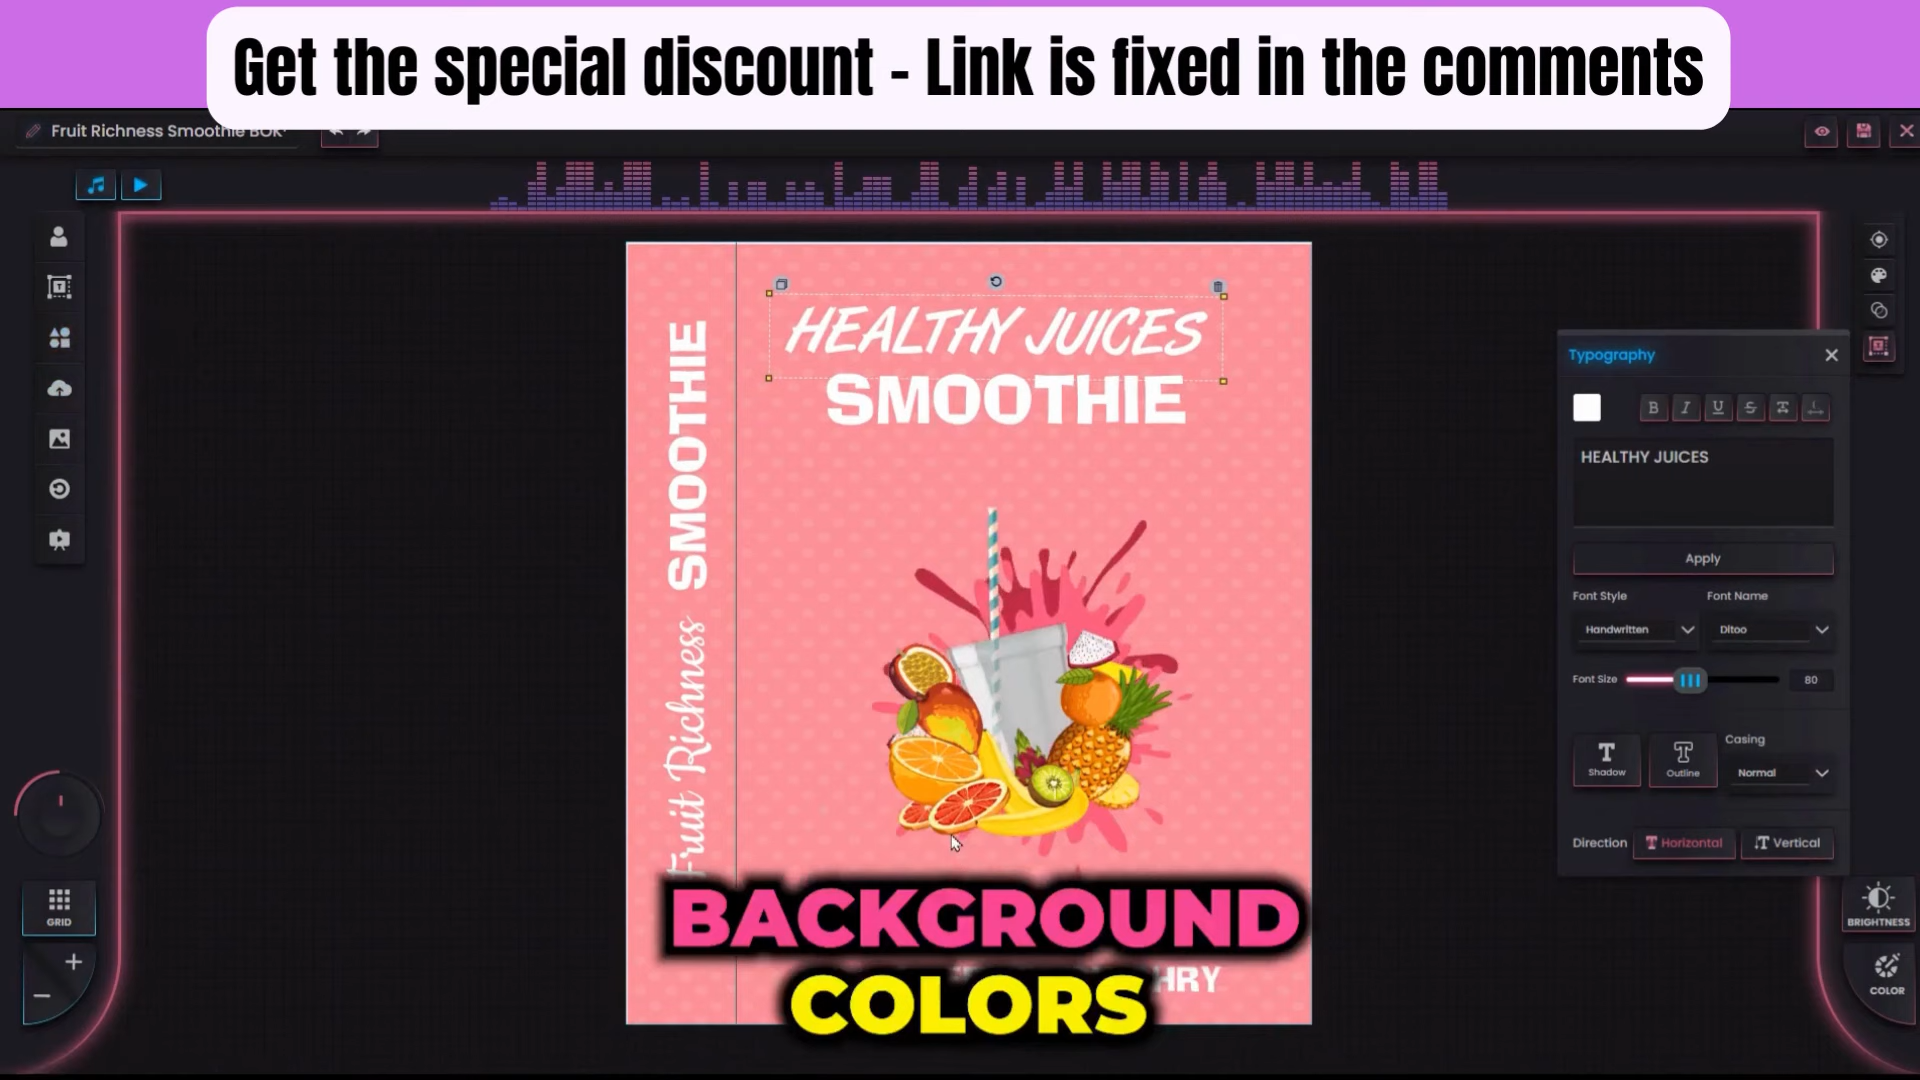 Get the special discount - Link is fixed in the comments
Fruit Richness Smoothie BOK
HEALTHY JUICES
SMOOTHIE
SMOOTHIE
Fruit Richness
BACKGROUND
COLORS
HRY
Typography
B I U S T
HEALTHY JUICES
Apply
Font Style
Font Name
Handwritten
Ditoo
Font Size
80
T
Shadow
T
Outline
Casing
Normal
Direction
T Horizontal
T Vertical
GRID
BRIGHTNESS
COLOR